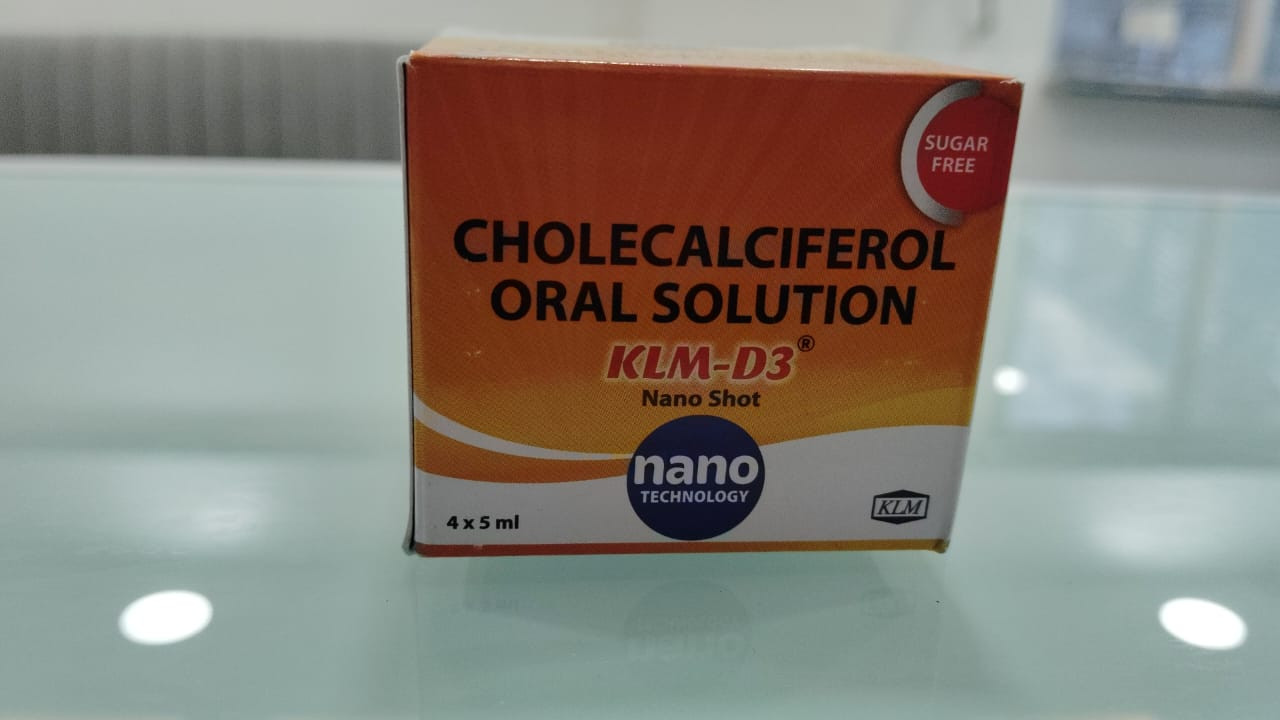 SUGAR
FREE
CHOLECALCIFEROL
ORAL SOLUTION
KLM-D3®
Nano Shot
nano
TECHNOLOGY
4 x 5 ml
KLM